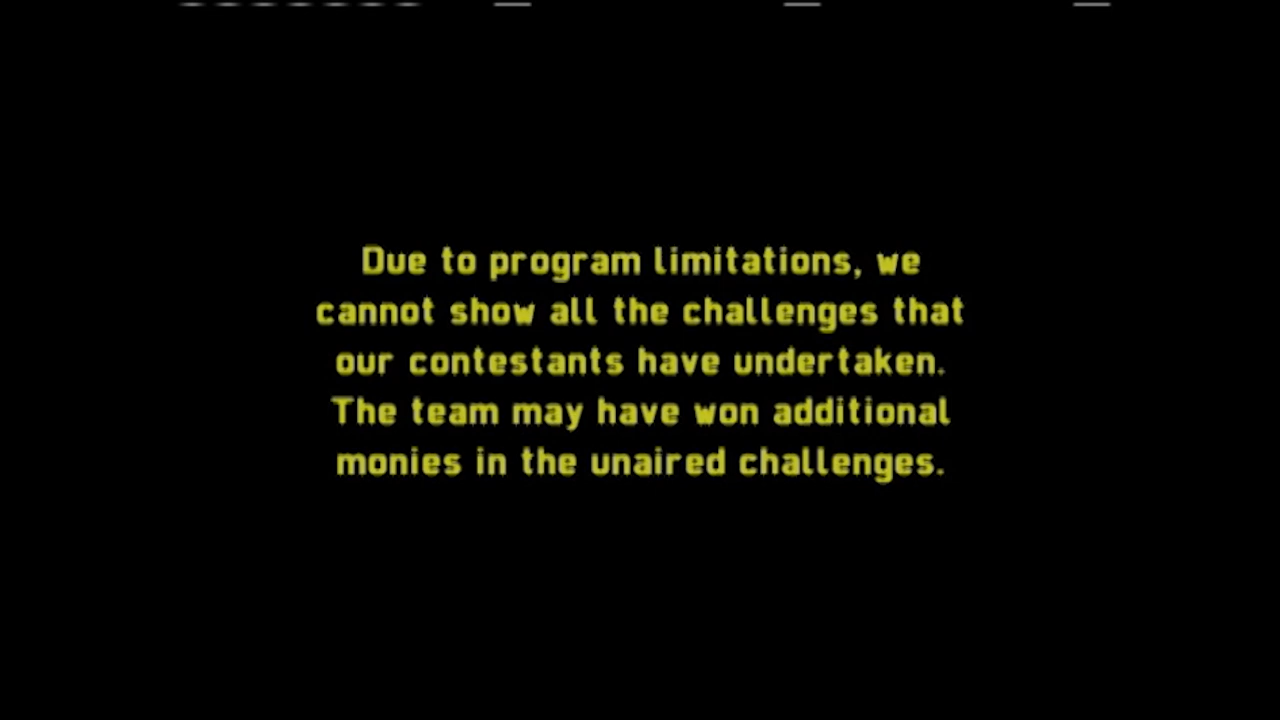 Due to program limitations, we
cannot show all the challenges that
our contestants have undertaken.
The team may have won additional
monies in the unaired challenges.